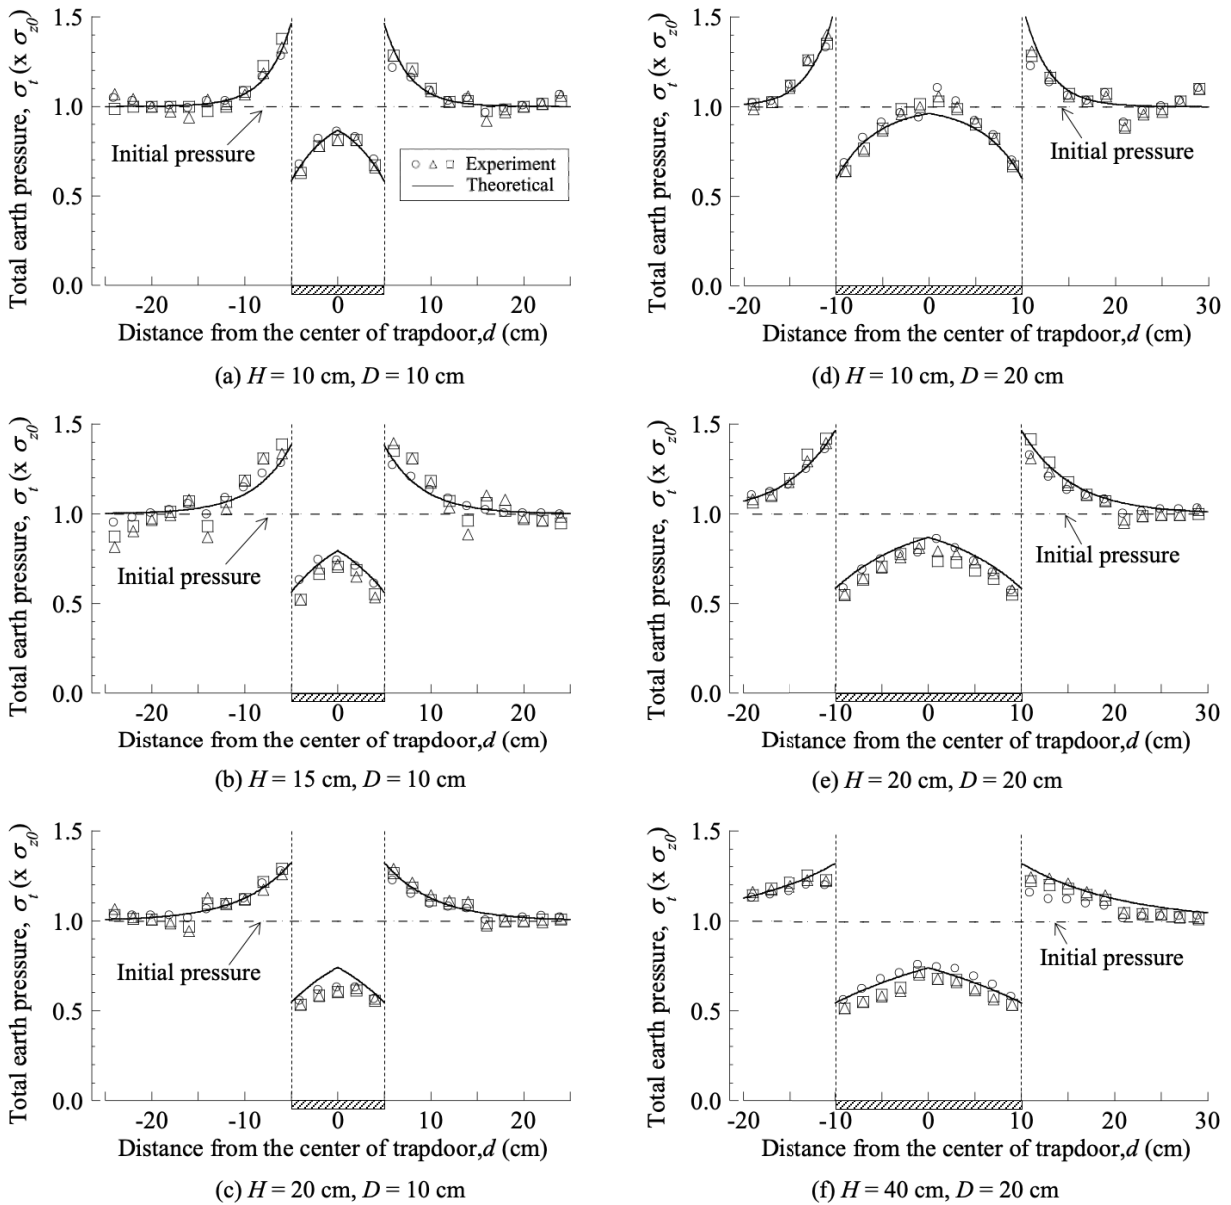 Total earth pressure, σt (x σz0)
1.5
1.0
0.5
0.0
Initial pressure
Experiment
Theoretical
-20 -10 0 10 20
Distance from the center of trapdoor,d (cm)
(a) H = 10 cm, D = 10 cm
Total earth pressure, σt (x σz0)
1.5
1.0
0.5
0.0
Initial pressure
-20 -10 0 10 20 30
Distance from the center of trapdoor,d (cm)
(d) H = 10 cm, D = 20 cm
Total earth pressure, σt (x σz0)
1.5
1.0
0.5
0.0
Initial pressure
-20 -10 0 10 20
Distance from the center of trapdoor,d (cm)
(b) H = 15 cm, D = 10 cm
Total earth pressure, σt (x σz0)
1.5
1.0
0.5
0.0
Initial pressure
-20 -10 0 10 20 30
Distance from the center of trapdoor,d (cm)
(e) H = 20 cm, D = 20 cm
Total earth pressure, σt (x σz0)
1.5
1.0
0.5
0.0
Initial pressure
-20 -10 0 10 20
Distance from the center of trapdoor,d (cm)
(c) H = 20 cm, D = 10 cm
Total earth pressure, σt (x σz0)
1.5
1.0
0.5
0.0
Initial pressure
-20 -10 0 10 20 30
Distance from the center of trapdoor,d (cm)
(f) H = 40 cm, D = 20 cm